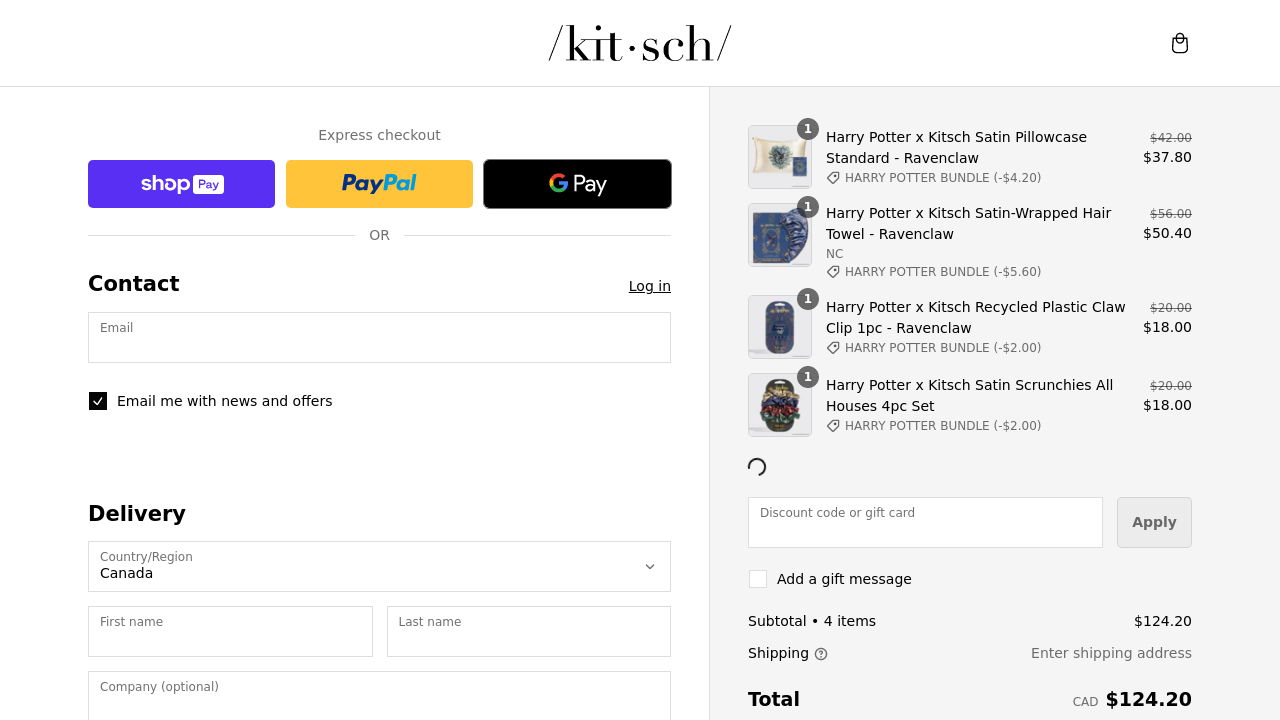 /kit·sch/
Express checkout
shop Pay
PayPal
G Pay
OR
Contact
Log in
Email
Email me with news and offers
Delivery
Country/Region
Canada
First name
Last name
Company (optional)
1
Harry Potter x Kitsch Satin Pillowcase
Standard - Ravenclaw
HARRY POTTER BUNDLE (-$4.20)
$42.00
$37.80
1
Harry Potter x Kitsch Satin-Wrapped Hair
Towel - Ravenclaw
NC
HARRY POTTER BUNDLE (-$5.60)
$56.00
$50.40
1
Harry Potter x Kitsch Recycled Plastic Claw
Clip 1pc - Ravenclaw
HARRY POTTER BUNDLE (-$2.00)
$20.00
$18.00
1
Harry Potter x Kitsch Satin Scrunchies All
Houses 4pc Set
HARRY POTTER BUNDLE (-$2.00)
$20.00
$18.00
Discount code or gift card
Apply
Add a gift message
Subtotal • 4 items
$124.20
Shipping
Enter shipping address
Total
CAD $124.20